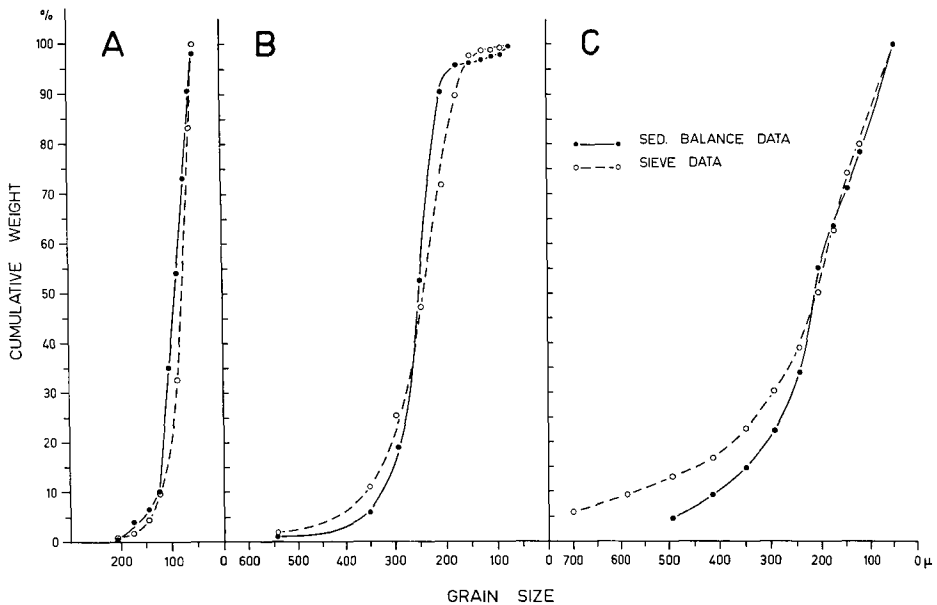 %
A
B
C
100
90
80
70
60
50
40
30
20
10
0
CUMULATIVE WEIGHT
SED. BALANCE DATA
SIEVE DATA
200 100 0 600 500 400 300 200 100 0 700 600 500 400 300 200 100 0 μ
GRAIN SIZE